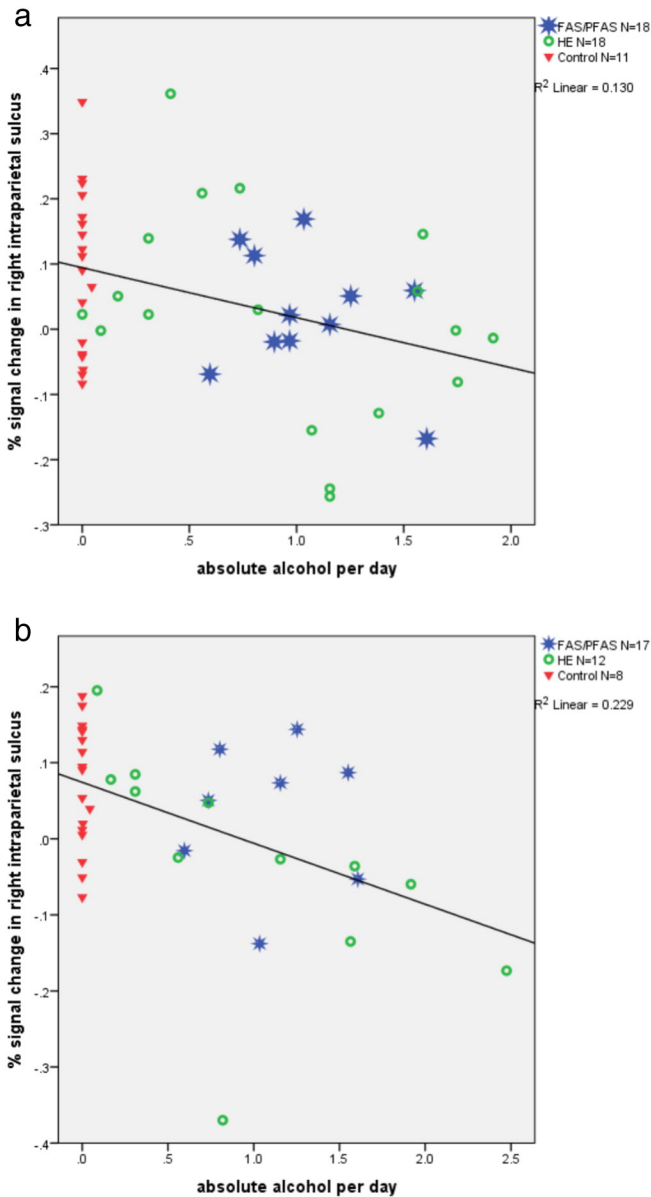 a
FAS/PFAS N=18
HE N=18
Control N=11
R² Linear = 0.130
% signal change in right intraparietal sulcus
.4
.3
.2
.1
.0
-.1
-.2
-.3
.0 .5 1.0 1.5 2.0
absolute alcohol per day
b
FAS/PFAS N=17
HE N=12
Control N=8
R² Linear = 0.229
% signal change in right intraparietal sulcus
.2
.1
.0
-.1
-.2
-.3
-.4
.0 .5 1.0 1.5 2.0 2.5
absolute alcohol per day